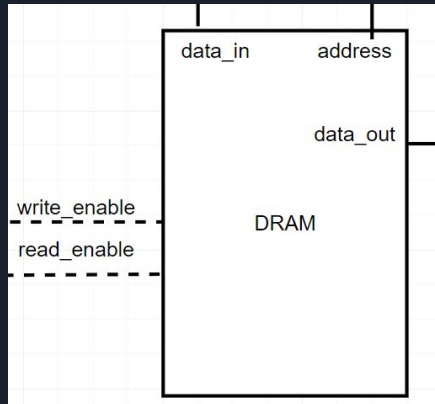 data_in address
data_out
write_enable
DRAM
read_enable